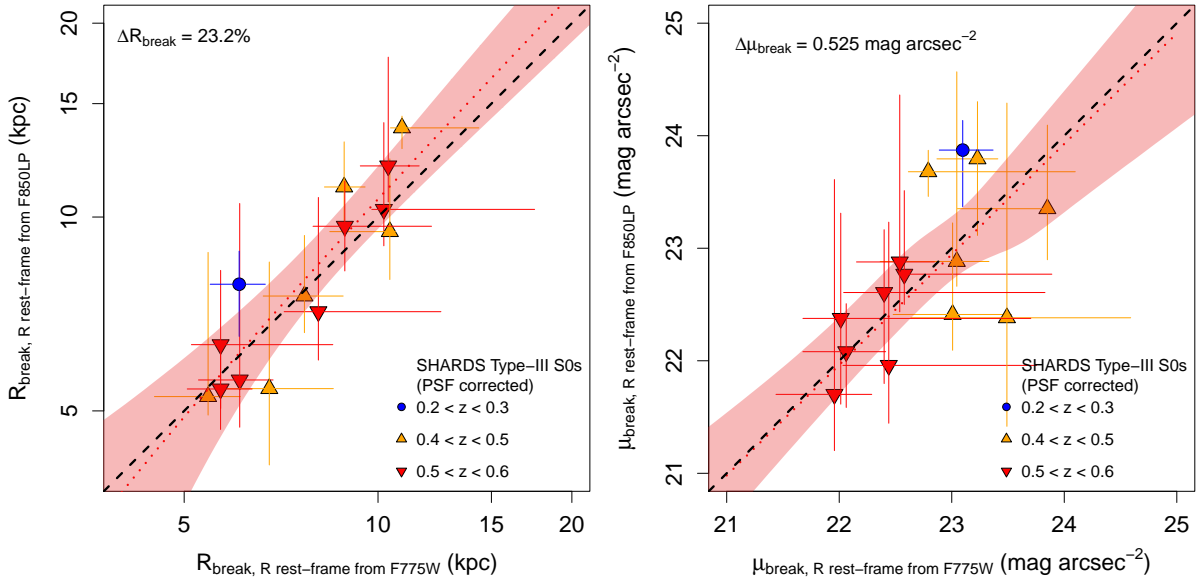 ΔR_break = 23.2%
R_break, R rest−frame from F850LP (kpc)
20
15
10
5
SHARDS Type−III S0s
(PSF corrected)
0.2 < z < 0.3
0.4 < z < 0.5
0.5 < z < 0.6
5 10 15 20
R_break, R rest−frame from F775W (kpc)
Δμ_break = 0.525 mag arcsec⁻²
μ_break, R rest−frame from F850LP (mag arcsec⁻²)
25
24
23
22
21
SHARDS Type−III S0s
(PSF corrected)
0.2 < z < 0.3
0.4 < z < 0.5
0.5 < z < 0.6
21 22 23 24 25
μ_break, R rest−frame from F775W (mag arcsec⁻²)